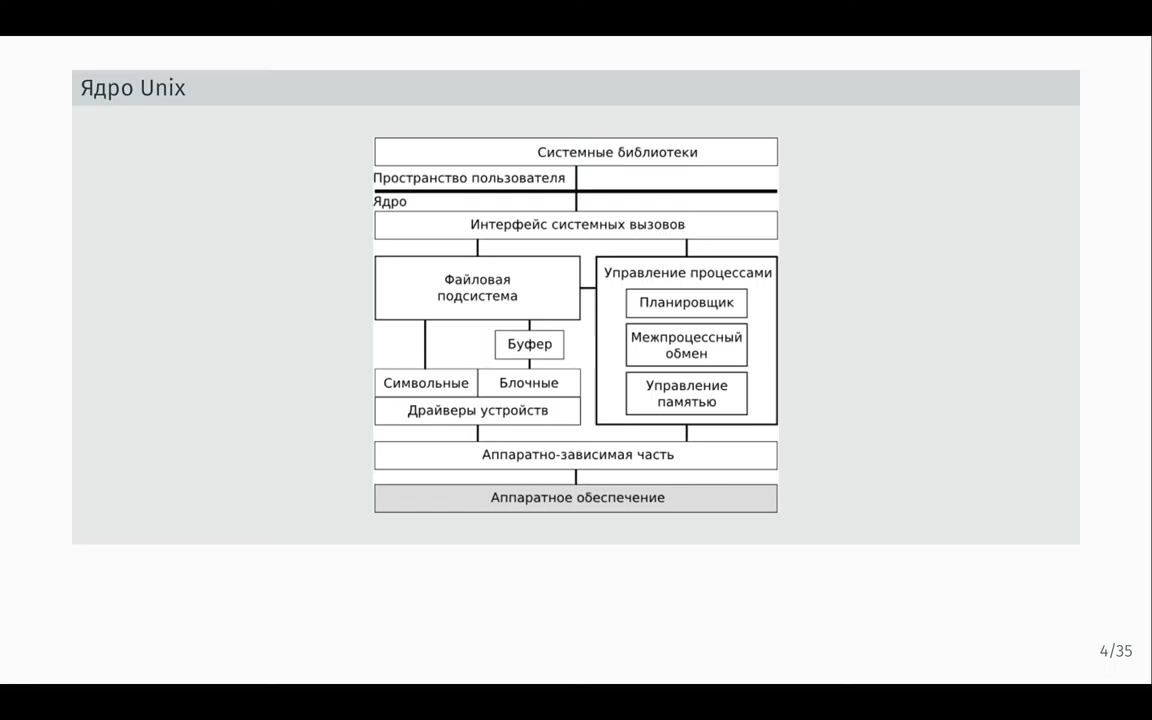 Ядро Unix
Системные библиотеки
Пространство пользователя
Ядро
Интерфейс системных вызовов
Файловая
подсистема
Управление процессами
Планировщик
Межпроцессный
обмен
Управление
памятью
Буфер
Символьные
Блочные
Драйверы устройств
Аппаратно-зависимая часть
Аппаратное обеспечение
4/35